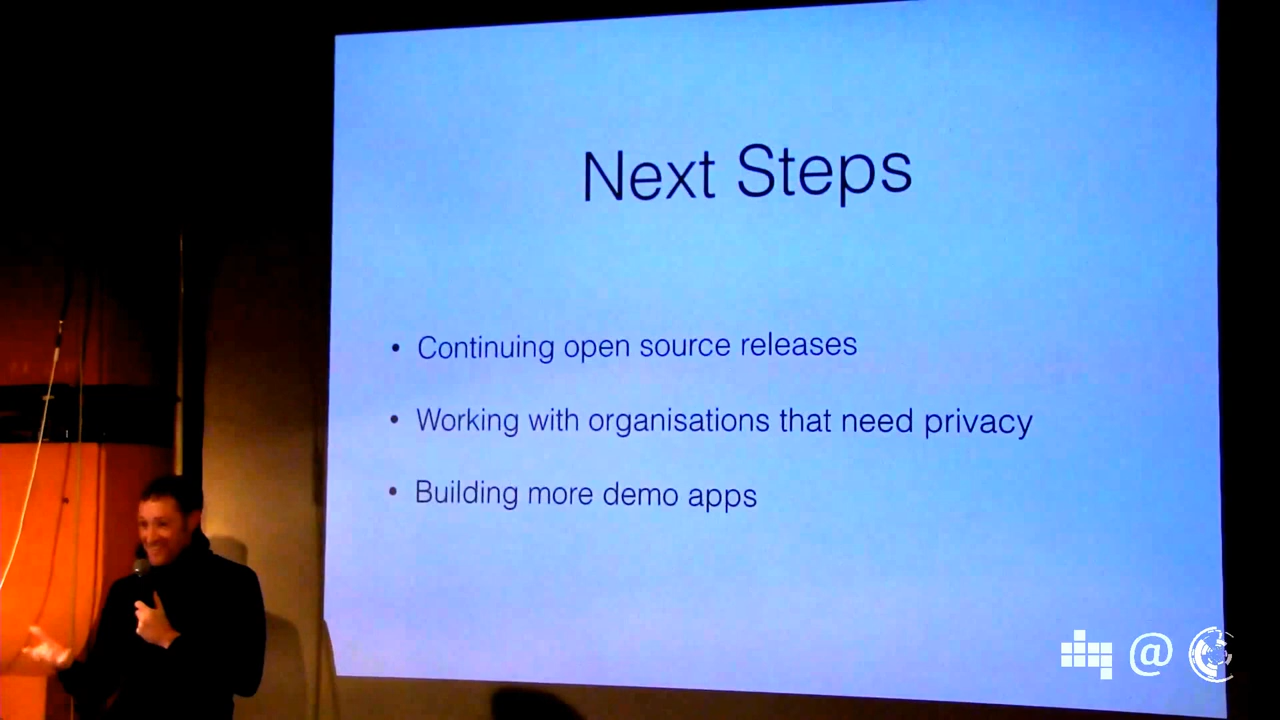 Next Steps
• Continuing open source releases
• Working with organisations that need privacy
• Building more demo apps
@